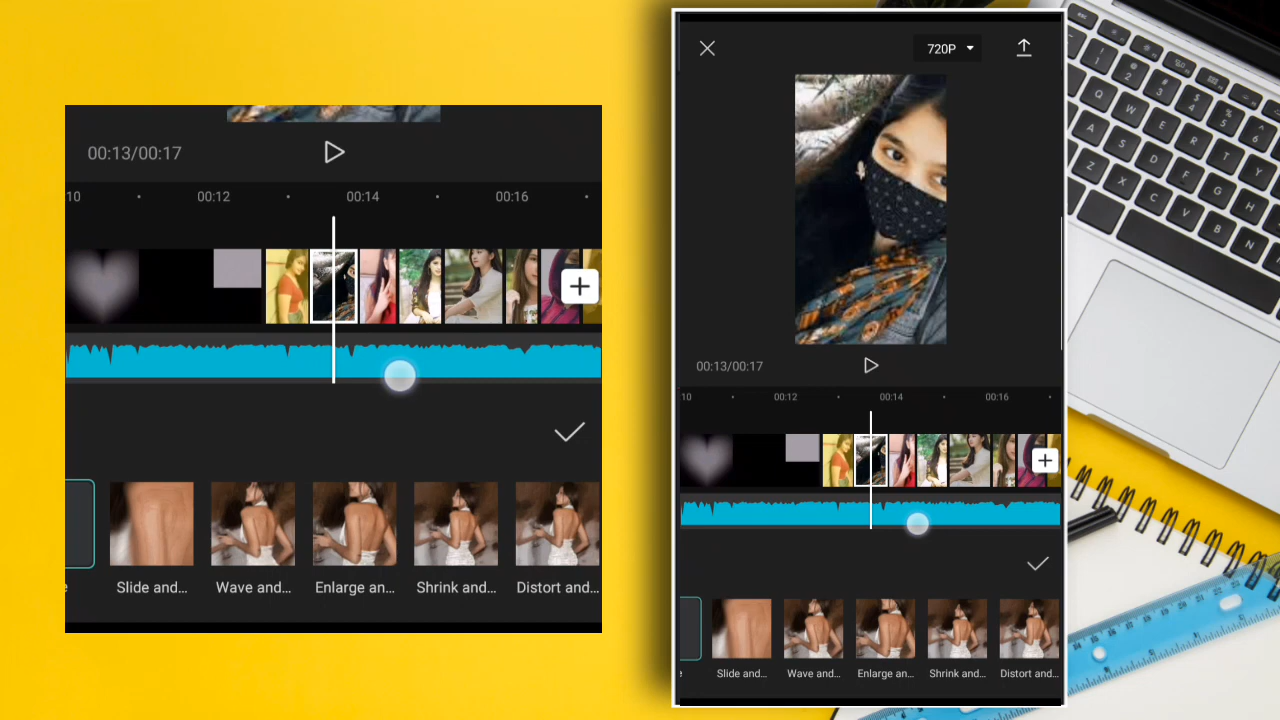 00:13/00:17
10
00:12
00:14
00:16
Slide and...
Wave and...
Enlarge an...
Shrink and...
Distort and...
720P
00:13/00:17
10
00:12
00:14
00:16
Slide and...
Wave and...
Enlarge an...
Shrink and...
Distort and...